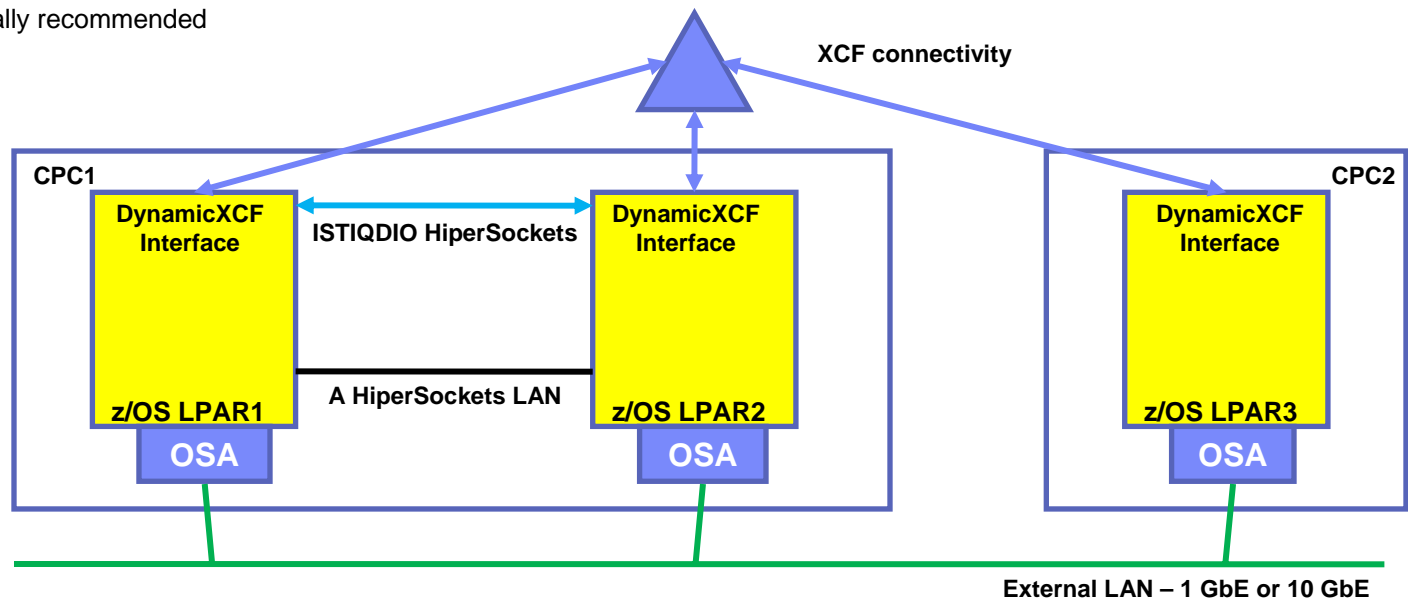 recommended
XCF connectivity
CPC1
CPC2
DynamicXCF
Interface
ISTIQDIO HiperSockets
DynamicXCF
Interface
DynamicXCF
Interface
A HiperSockets LAN
z/OS LPAR1
z/OS LPAR2
z/OS LPAR3
OSA
OSA
OSA
External LAN – 1 GbE or 10 GbE